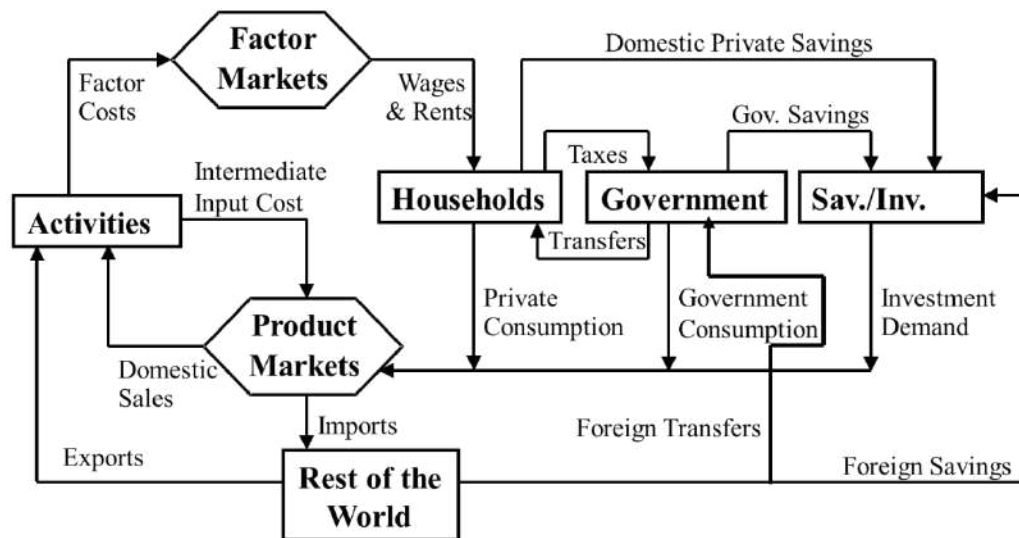 Factor
Markets
Domestic Private Savings
Factor
Costs
Wages
& Rents
Gov. Savings
Taxes
Intermediate
Input Cost
Activities
Households
Government
Sav./Inv.
Transfers
Private
Consumption
Government
Consumption
Investment
Demand
Product
Markets
Domestic
Sales
Imports
Foreign Transfers
Exports
Rest of the
World
Foreign Savings